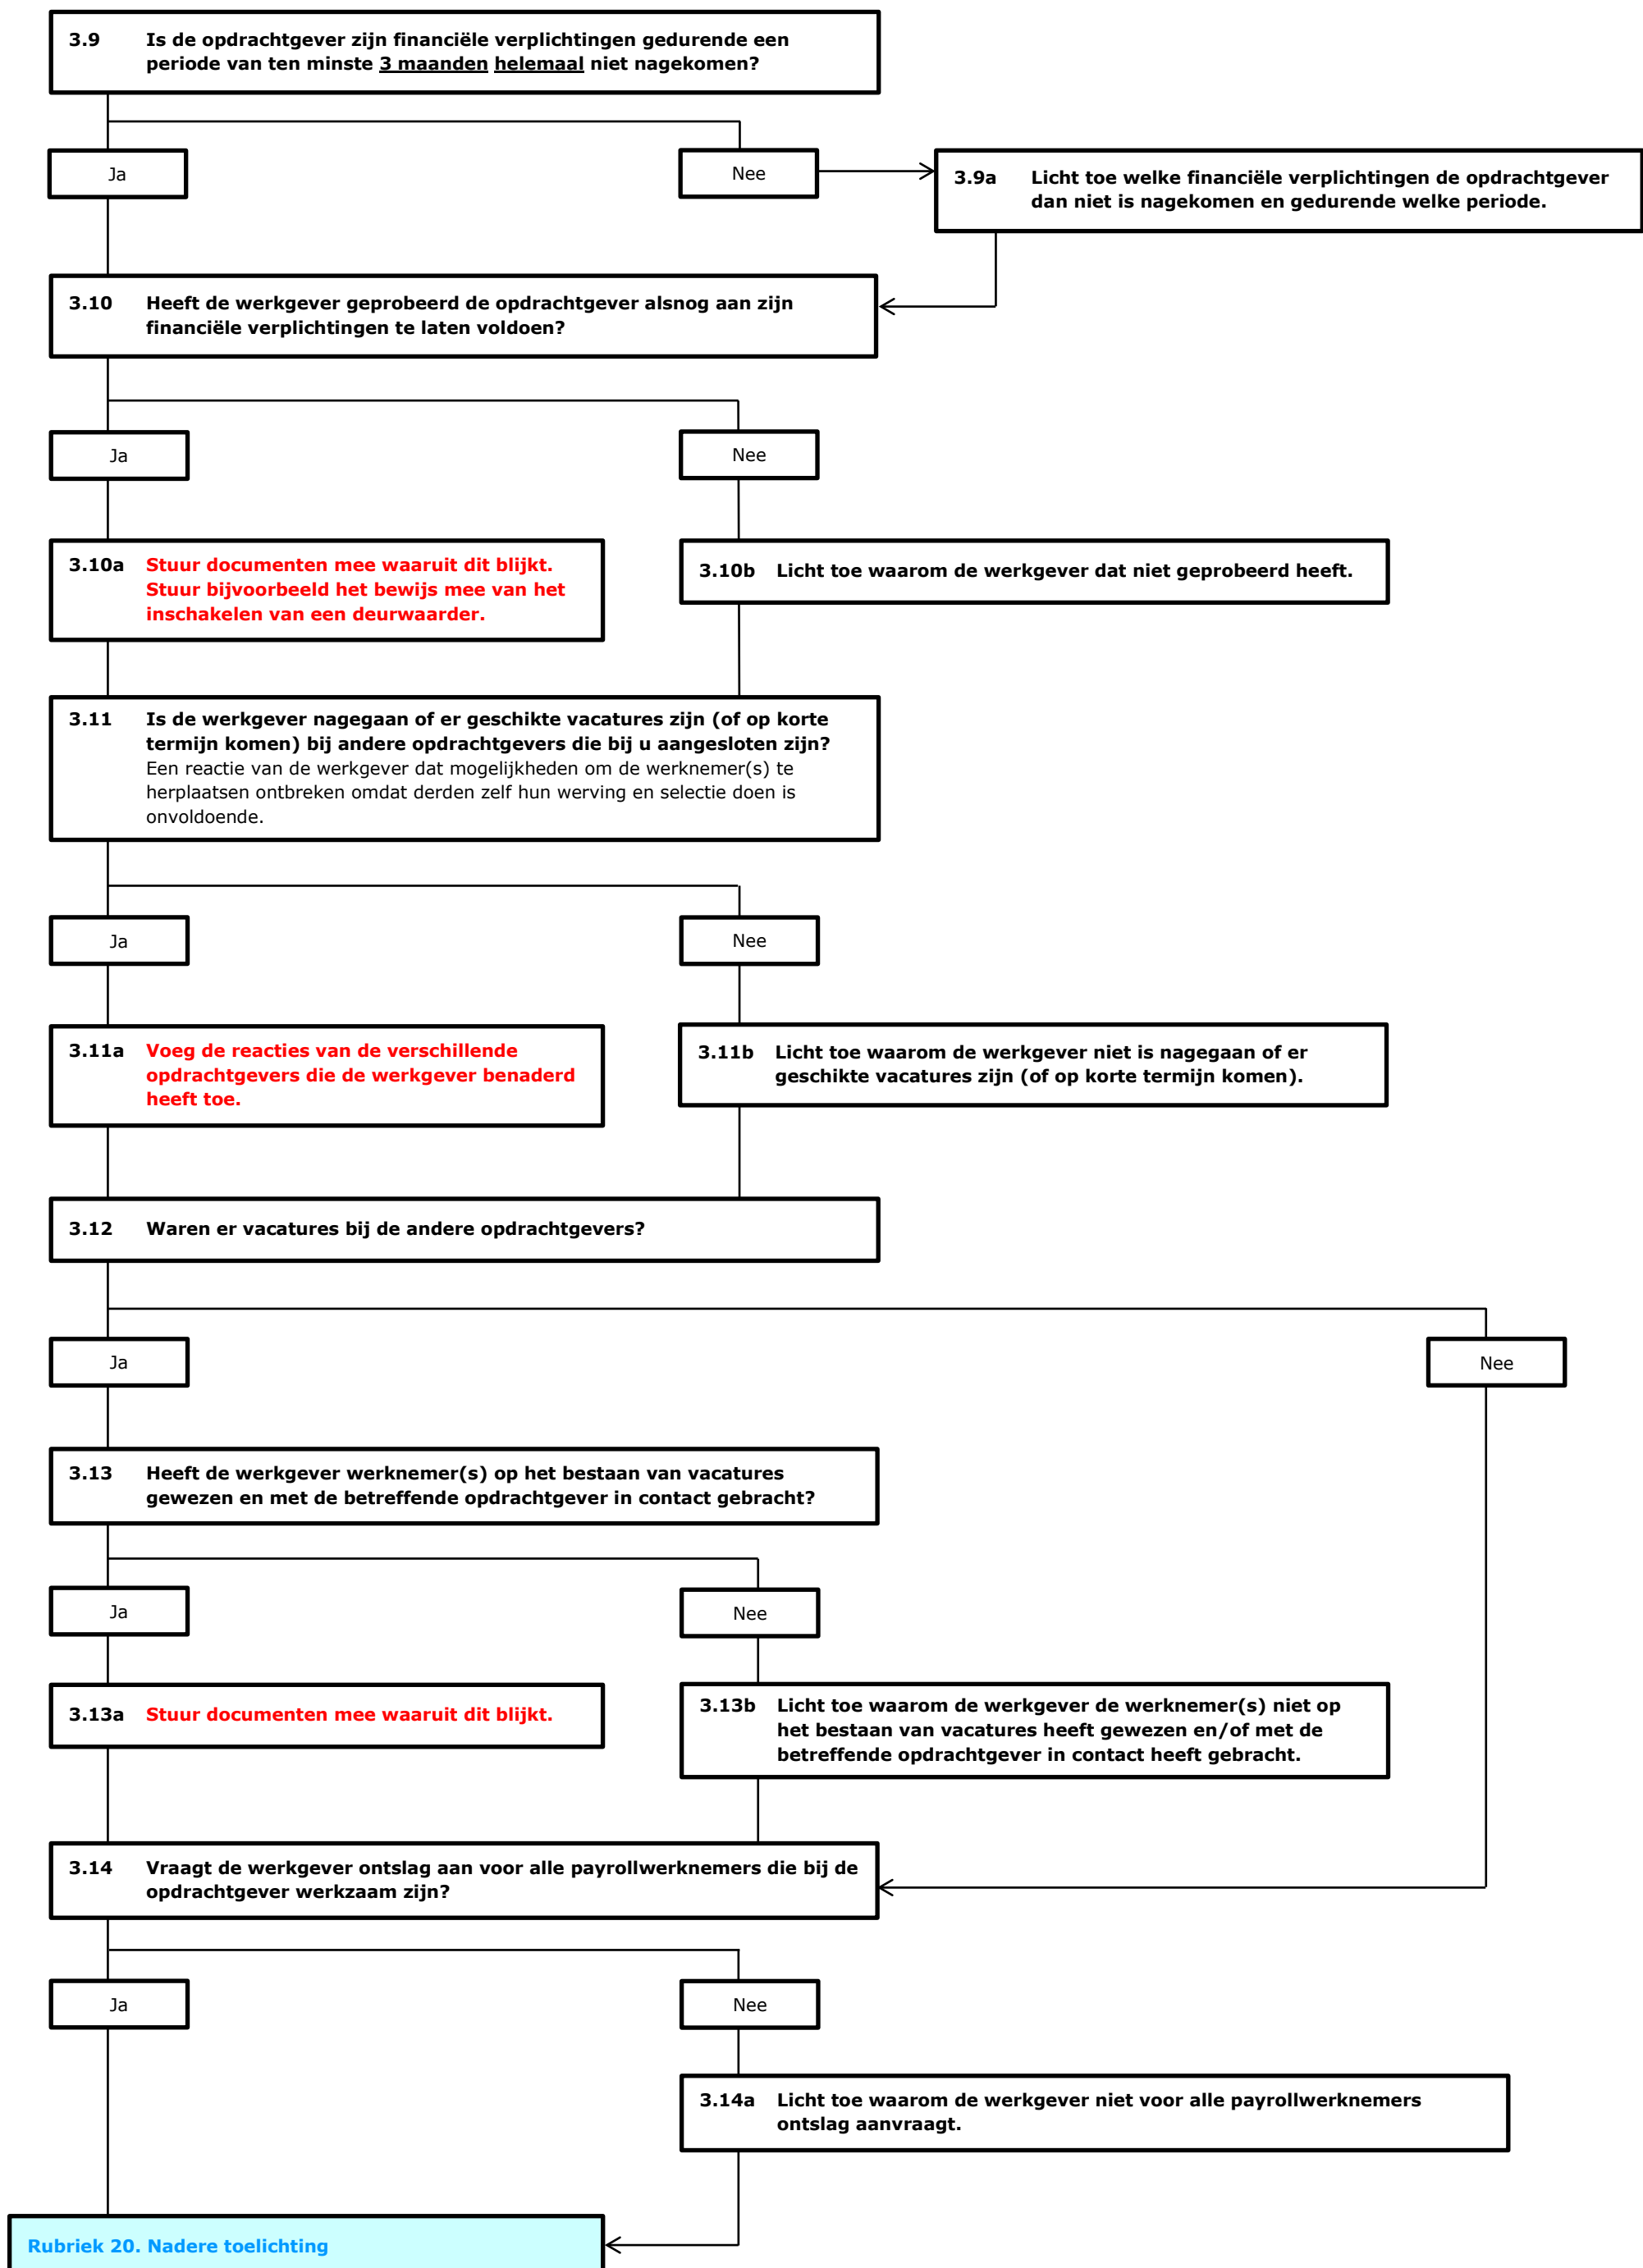 3.9 Is de opdrachtgever zijn financiële verplichtingen gedurende een
periode van ten minste 3 maanden helemaal niet nagekomen?
Ja
Nee
3.9a Licht toe welke financiële verplichtingen de opdrachtgever
dan niet is nagekomen en gedurende welke periode.
3.10 Heeft de werkgever geprobeerd de opdrachtgever alsnog aan zijn
financiële verplichtingen te laten voldoen?
Ja
Nee
3.10a Stuur documenten mee waaruit dit blijkt.
Stuur bijvoorbeeld het bewijs mee van het
inschakelen van een deurwaarder.
3.10b Licht toe waarom de werkgever dat niet geprobeerd heeft.
3.11 Is de werkgever nagegaan of er geschikte vacatures zijn (of op korte
termijn komen) bij andere opdrachtgevers die bij u aangesloten zijn?
Een reactie van de werkgever dat mogelijkheden om de werknemer(s) te
herplaatsen ontbreken omdat derden zelf hun werving en selectie doen is
onvoldoende.
Ja
Nee
3.11a Voeg de reacties van de verschillende
opdrachtgevers die de werkgever benaderd
heeft toe.
3.11b Licht toe waarom de werkgever niet is nagegaan of er
geschikte vacatures zijn (of op korte termijn komen).
3.12 Waren er vacatures bij de andere opdrachtgevers?
Ja
Nee
3.13 Heeft de werkgever werknemer(s) op het bestaan van vacatures
gewezen en met de betreffende opdrachtgever in contact gebracht?
Ja
Nee
3.13a Stuur documenten mee waaruit dit blijkt.
3.13b Licht toe waarom de werkgever de werknemer(s) niet op
het bestaan van vacatures heeft gewezen en/of met de
betreffende opdrachtgever in contact heeft gebracht.
3.14 Vraagt de werkgever ontslag aan voor alle payrollwerknemers die bij de
opdrachtgever werkzaam zijn?
Ja
Nee
3.14a Licht toe waarom de werkgever niet voor alle payrollwerknemers
ontslag aanvraagt.
Rubriek 20. Nadere toelichting